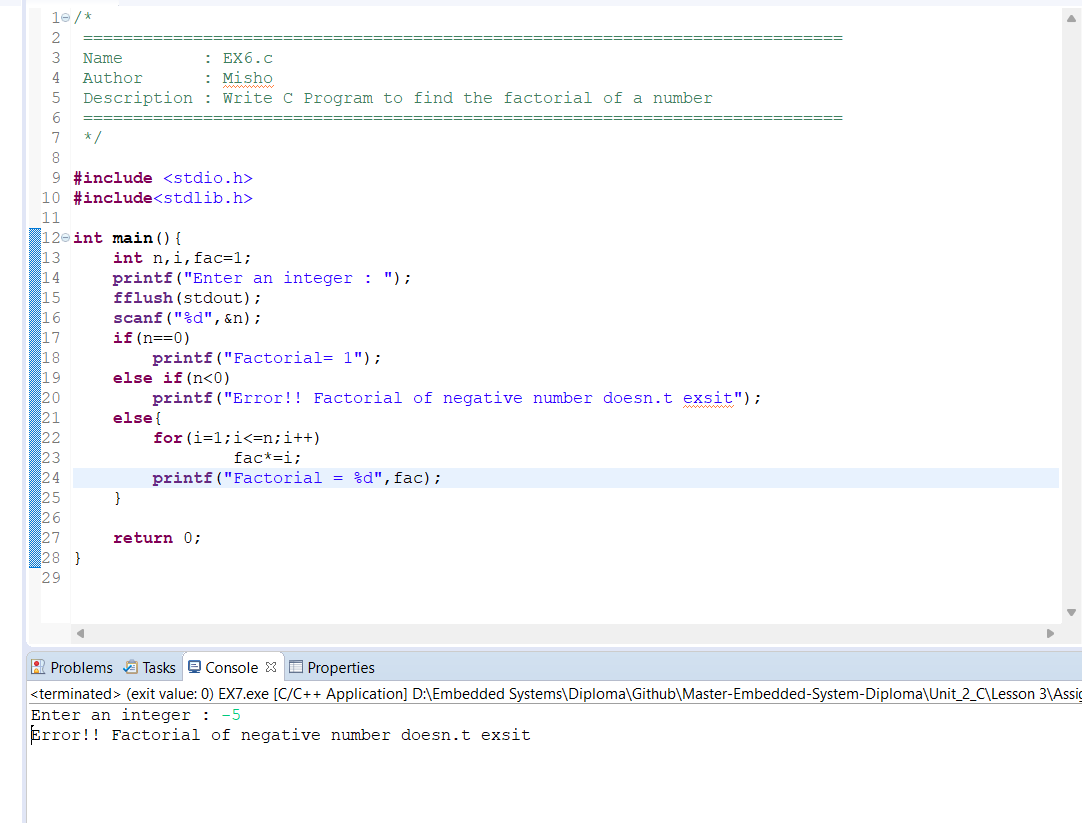 1 /*
2 ============================================================================
3 Name        : EX6.c
4 Author      : Misho
5 Description : Write C Program to find the factorial of a number
6 ============================================================================
7 */
8
9 #include <stdio.h>
10 #include<stdlib.h>
11
12 int main(){
13     int n,i,fac=1;
14     printf("Enter an integer : ");
15     fflush(stdout);
16     scanf("%d",&n);
17     if(n==0)
18         printf("Factorial= 1");
19     else if(n<0)
20         printf("Error!! Factorial of negative number doesn.t exsit");
21     else{
22         for(i=1;i<=n;i++)
23                 fac*=i;
24         printf("Factorial = %d",fac);
25     }
26
27     return 0;
28 }
29
Problems Tasks Console Properties
<terminated> (exit value: 0) EX7.exe [C/C++ Application] D:\Embedded Systems\Diploma\Github\Master-Embedded-System-Diploma\Unit_2_C\Lesson 3\Assi
Enter an integer : -5
Error!! Factorial of negative number doesn.t exsit